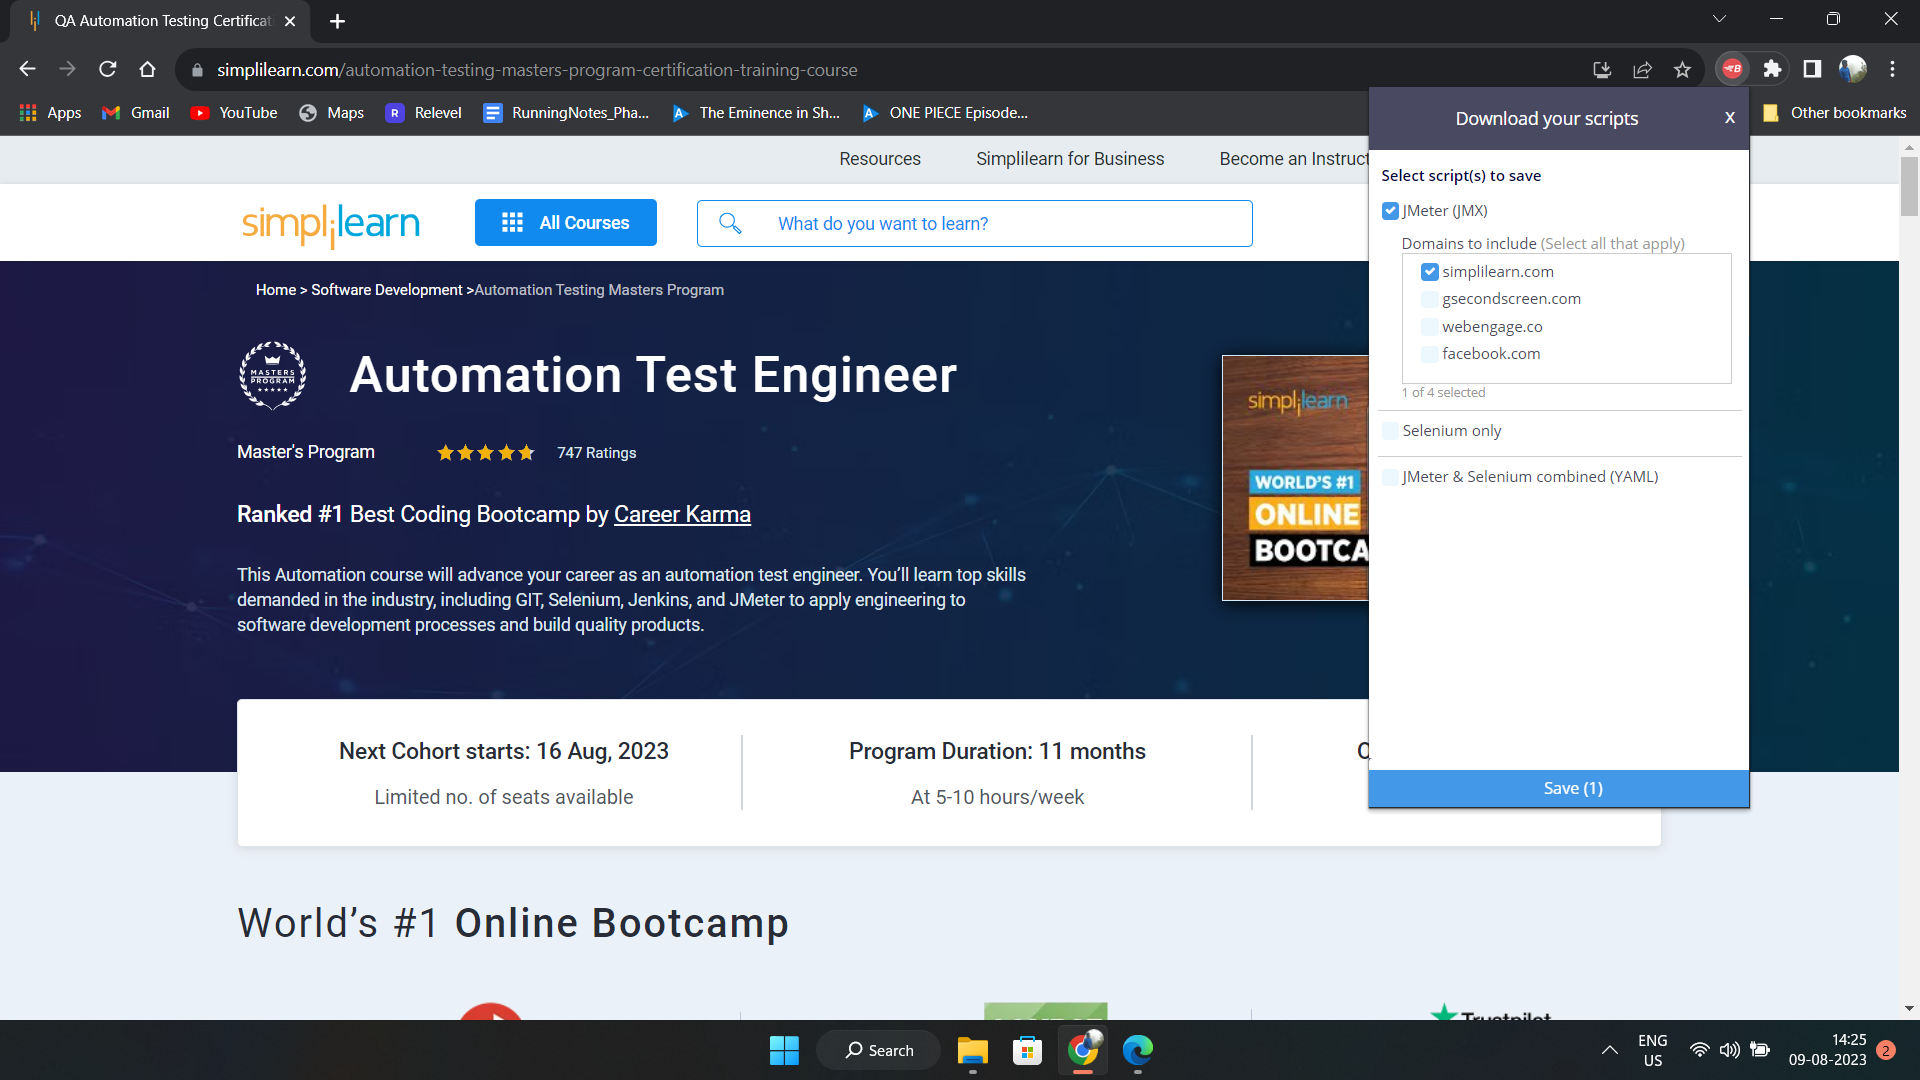 QA Automation Testing Certificat
simplilearn.com/automation-testing-masters-program-certification-training-course
Apps
Gmail
YouTube
Maps
R
Relevel
RunningNotes_Pha...
The Eminence in Sh...
ONE PIECE Episode...
Other bookmarks
Resources
Simplilearn for Business
Become an Instruct
simplilearn
All Courses
What do you want to learn?
Home > Software Development >Automation Testing Masters Program
MASTERS
PROGRAM
Automation Test Engineer
Master's Program
747 Ratings
Ranked #1 Best Coding Bootcamp by Career Karma
This Automation course will advance your career as an automation test engineer. You’ll learn top skills
demanded in the industry, including GIT, Selenium, Jenkins, and JMeter to apply engineering to
software development processes and build quality products.
simplilearn
WORLD'S #1
ONLINE
BOOTCA
Download your scripts
X
Select script(s) to save
JMeter (JMX)
Domains to include (Select all that apply)
simplilearn.com
gsecondscreen.com
webengage.co
facebook.com
1 of 4 selected
Selenium only
JMeter & Selenium combined (YAML)
Save (1)
Next Cohort starts: 16 Aug, 2023
Limited no. of seats available
Program Duration: 11 months
At 5-10 hours/week
World’s #1 Online Bootcamp
Trustpilot
Search
ENG
US
14:25
09-08-2023
2